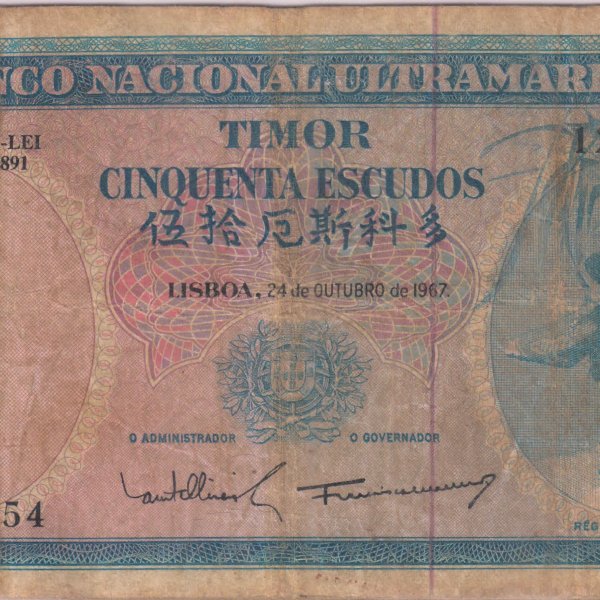 NCO NACIONAL ULTRAMAR
-LEI
891
TIMOR
CINQUENTA ESCUDOS
伍拾厄斯科多
LISBOA, 24 de OUTUBRO de 1967.
O ADMINISTRADOR
O GOVERNADOR
54